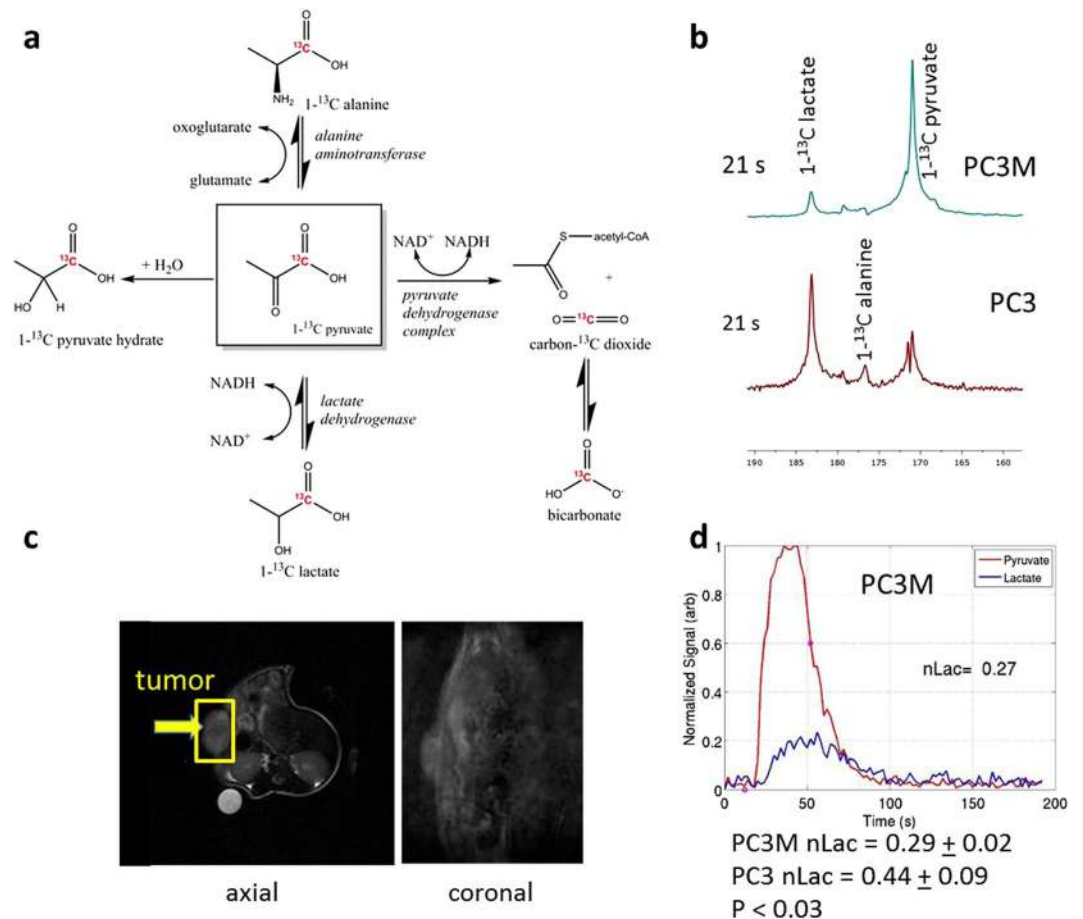 a
¹³C
O
OH
NH₂
1-¹³C alanine
oxoglutarate
glutamate
alanine
aminotransferase
O
¹³C
OH
HO
H
1-¹³C pyruvate hydrate
+ H₂O
O
¹³C
OH
O
1-¹³C pyruvate
NAD⁺ NADH
pyruvate
dehydrogenase
complex
S acetyl-CoA
O
+
O ¹³C O
carbon-¹³C dioxide
O
¹³C
HO O⁻
bicarbonate
NADH
NAD⁺
lactate
dehydrogenase
O
¹³C
OH
OH
1-¹³C lactate
b
21 s
1-¹³C lactate
1-¹³C pyruvate
PC3M
21 s
1-¹³C alanine
PC3
190 185 180 175 170 165 160
c
tumor
axial
coronal
d
PC3M
Pyruvate
Lactate
nLac= 0.27
Normalized Signal (arb)
1
0.8
0.6
0.4
0.2
0
0 50 100 150 200
Time (s)
PC3M nLac = 0.29 ± 0.02
PC3 nLac = 0.44 ± 0.09
P < 0.03